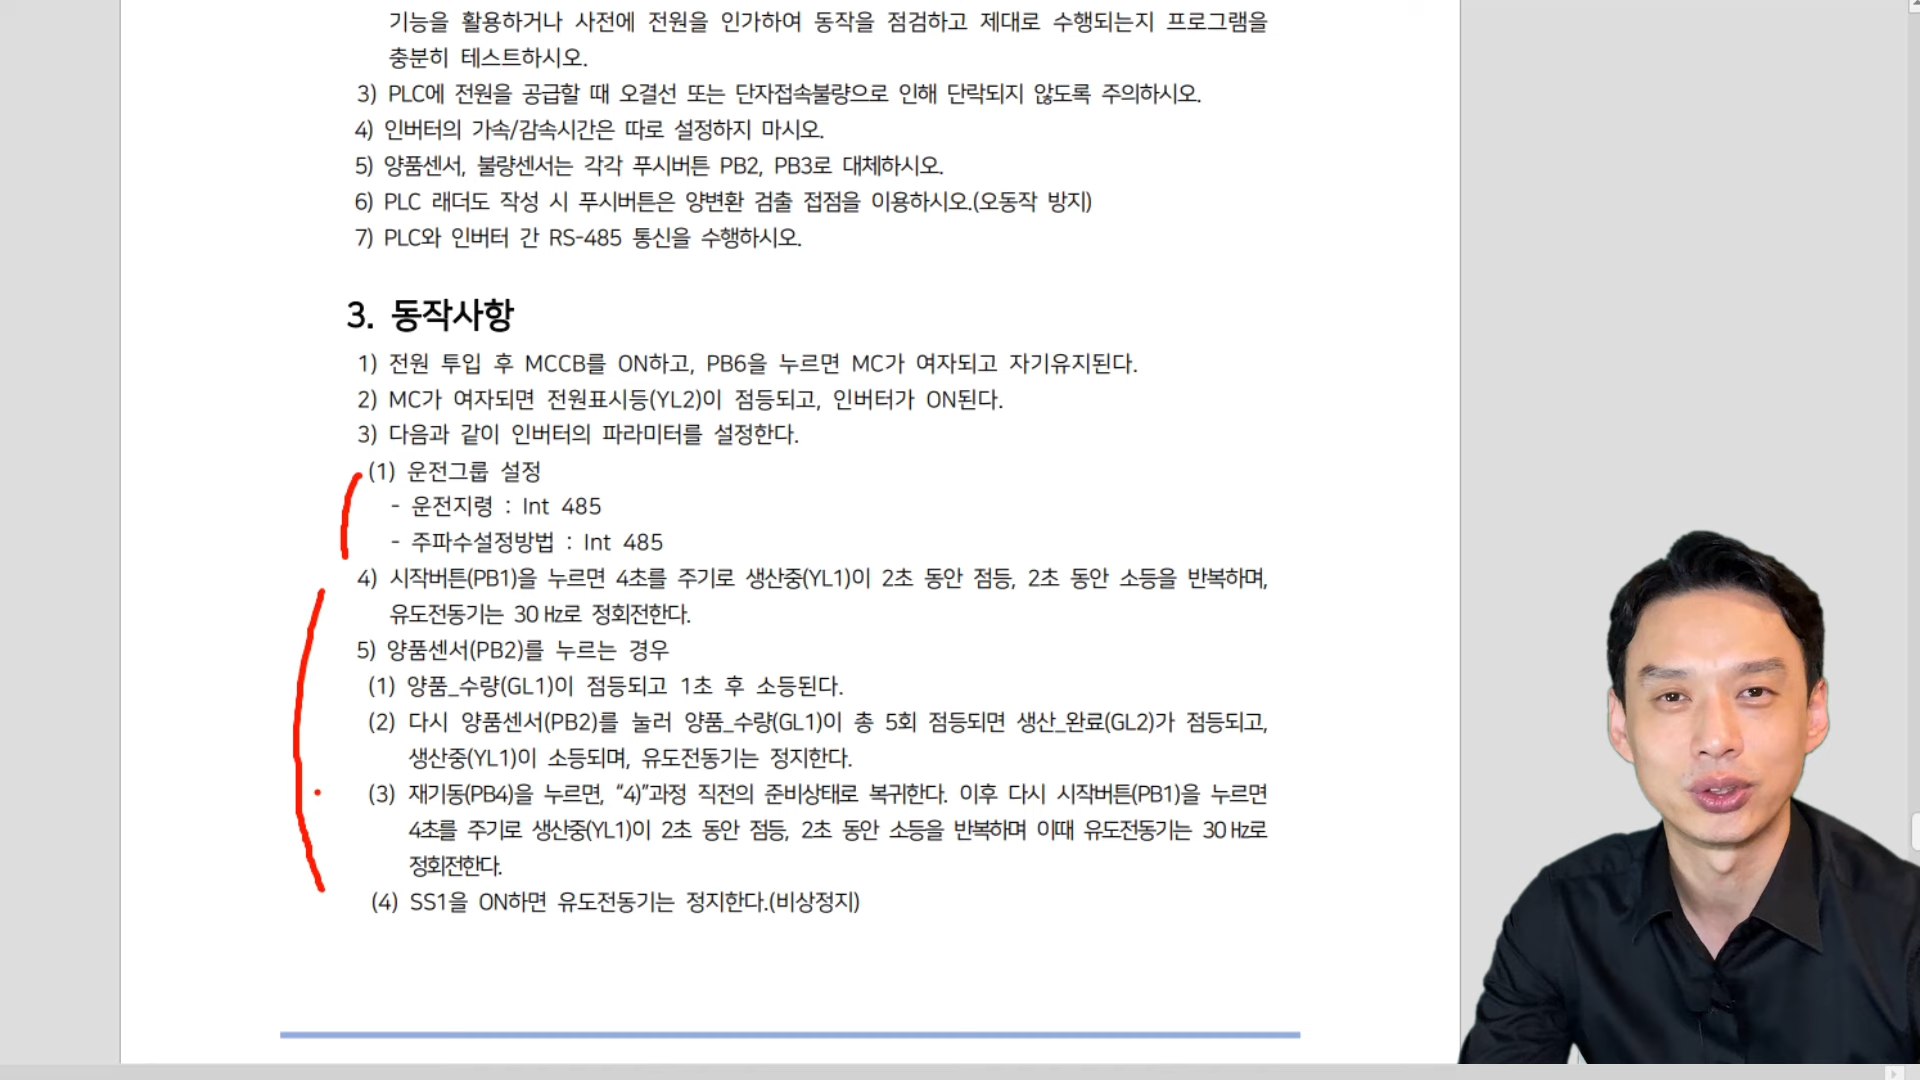 기능을 활용하거나 사전에 전원을 인가하여 동작을 점검하고 제대로 수행되는지 프로그램을
충분히 테스트하시오.
3) PLC에 전원을 공급할 때 오결선 또는 단자접속불량으로 인해 단락되지 않도록 주의하시오.
4) 인버터의 가속/감속시간은 따로 설정하지 마시오.
5) 양품센서, 불량센서는 각각 푸시버튼 PB2, PB3로 대체하시오.
6) PLC 래더도 작성 시 푸시버튼은 양변환 검출 접점을 이용하시오.(오동작 방지)
7) PLC와 인버터 간 RS-485 통신을 수행하시오.
3. 동작사항
1) 전원 투입 후 MCCB를 ON하고, PB6을 누르면 MC가 여자되고 자기유지된다.
2) MC가 여자되면 전원표시등(YL2)이 점등되고, 인버터가 ON된다.
3) 다음과 같이 인버터의 파라미터를 설정한다.
(1) 운전그룹 설정
- 운전지령 : Int 485
- 주파수설정방법 : Int 485
4) 시작버튼(PB1)을 누르면 4초를 주기로 생산중(YL1)이 2초 동안 점등, 2초 동안 소등을 반복하며,
유도전동기는 30 Hz로 정회전한다.
5) 양품센서(PB2)를 누르는 경우
(1) 양품_수량(GL1)이 점등되고 1초 후 소등된다.
(2) 다시 양품센서(PB2)를 눌러 양품_수량(GL1)이 총 5회 점등되면 생산_완료(GL2)가 점등되고,
생산중(YL1)이 소등되며, 유도전동기는 정지한다.
(3) 재기동(PB4)을 누르면, “4)”과정 직전의 준비상태로 복귀한다. 이후 다시 시작버튼(PB1)을 누르면
4초를 주기로 생산중(YL1)이 2초 동안 점등, 2초 동안 소등을 반복하며 이때 유도전동기는 30 Hz로
정회전한다.
(4) SS1을 ON하면 유도전동기는 정지한다.(비상정지)